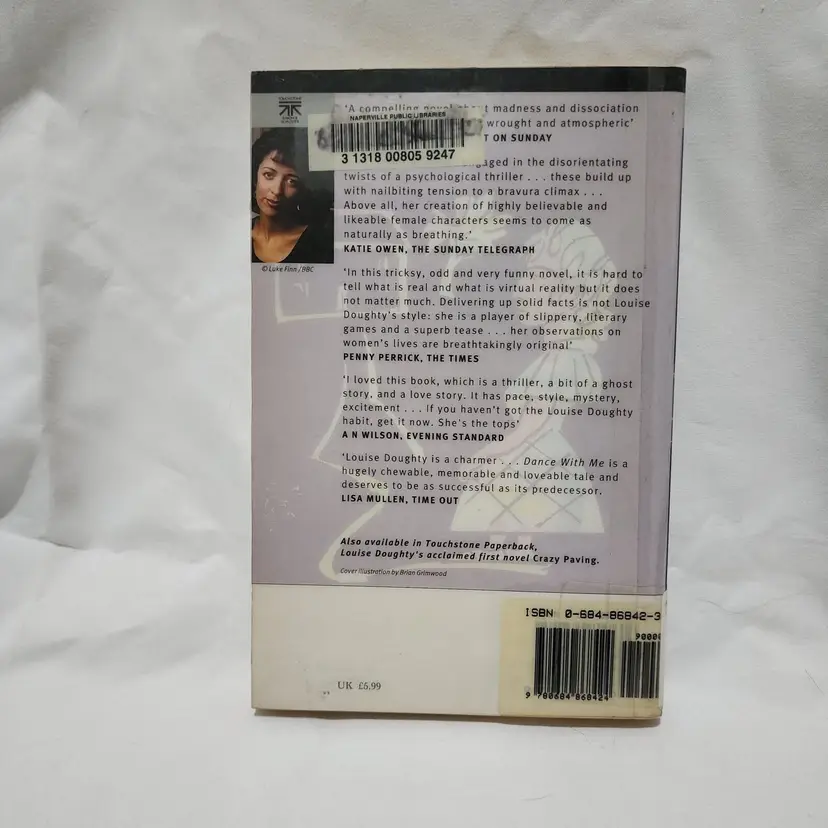 TOUCHSTONE
'A compelling novel about madness and dissociation
NAPERVILLE PUBLIC LIBRARIES
wrought and atmospheric'
T ON SUNDAY
3 1318 00805 9247
gaged in the disorientating
twists of a psychological thriller . . . these build up
with nailbiting tension to a bravura climax . . .
Above all, her creation of highly believable and
likeable female characters seems to come as
naturally as breathing.'
KATIE OWEN, THE SUNDAY TELEGRAPH
© Luke Finn / BBC
'In this tricksy, odd and very funny novel, it is hard to
tell what is real and what is virtual reality but it does
not matter much. Delivering up solid facts is not Louise
Doughty's style: she is a player of slippery, literary
games and a superb tease . . . her observations on
women's lives are breathtakingly original'
PENNY PERRICK, THE TIMES
'I loved this book, which is a thriller, a bit of a ghost
story, and a love story. It has pace, style, mystery,
excitement . . . If you haven't got the Louise Doughty
habit, get it now. She's the tops'
A N WILSON, EVENING STANDARD
'Louise Doughty is a charmer . . . Dance With Me is a
hugely chewable, memorable and loveable tale and
deserves to be as successful as its predecessor.
LISA MULLEN, TIME OUT
Also available in Touchstone Paperback,
Louise Doughty's acclaimed first novel Crazy Paving.
Cover illustration by Brian Grimwood
ISBN 0-684-86842-3
90000
9 780684 868424
UK £6.99